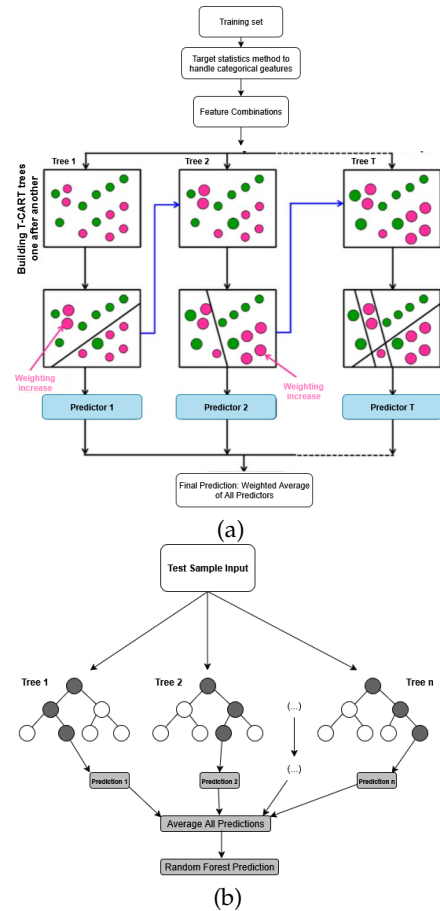 Training set
Target statistics method to
handle categorical geatures
Feature Combinations
Building T-CART trees
one after another
Tree 1
Tree 2
Tree T
Weighting
increase
Weighting
increase
Predictor 1
Predictor 2
Predictor T
Final Prediction: Weighted Average
of All Predictors
(a)
Test Sample Input
Tree 1
Tree 2
Tree n
(...)
(...)
Prediction 1
Prediction 2
Prediction n
Average All Predictions
Random Forest Prediction
(b)